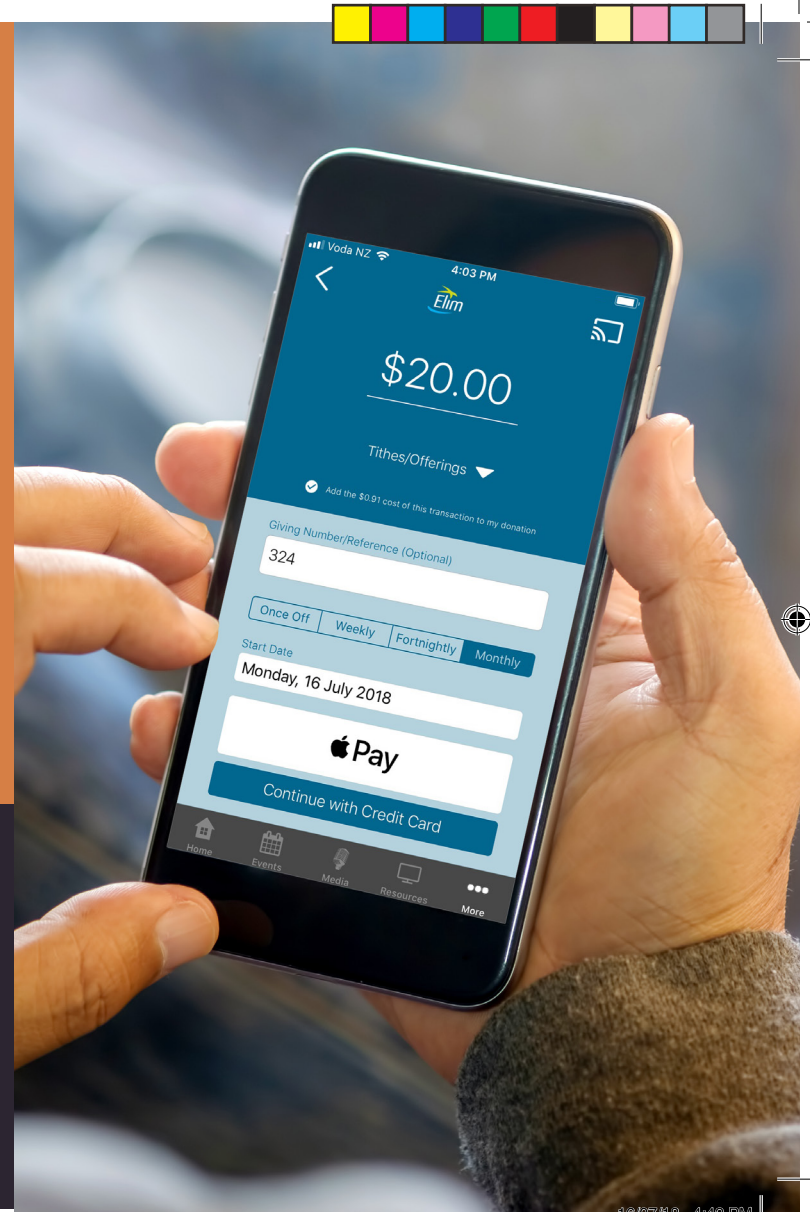 Voda NZ
4:03 PM
Elim
$20.00
Tithes/Offerings
Add the $0.91 cost of this transaction to my donation
Giving Number/Reference (Optional)
324
Once Off Weekly Fortnightly Monthly
Start Date
Monday, 16 July 2018
Pay
Continue with Credit Card
Home Events Media Resources More